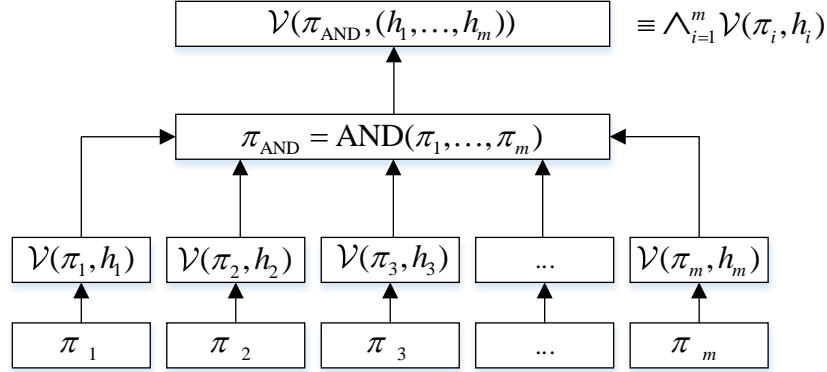 𝒱(π_AND, (h_1,…,h_m)) ≡ ⋀_{i=1}^{m} 𝒱(π_i, h_i)
π_AND = AND(π_1,…,π_m)
𝒱(π_1, h_1) 𝒱(π_2, h_2) 𝒱(π_3, h_3) ... 𝒱(π_m, h_m)
π_1 π_2 π_3 ... π_m